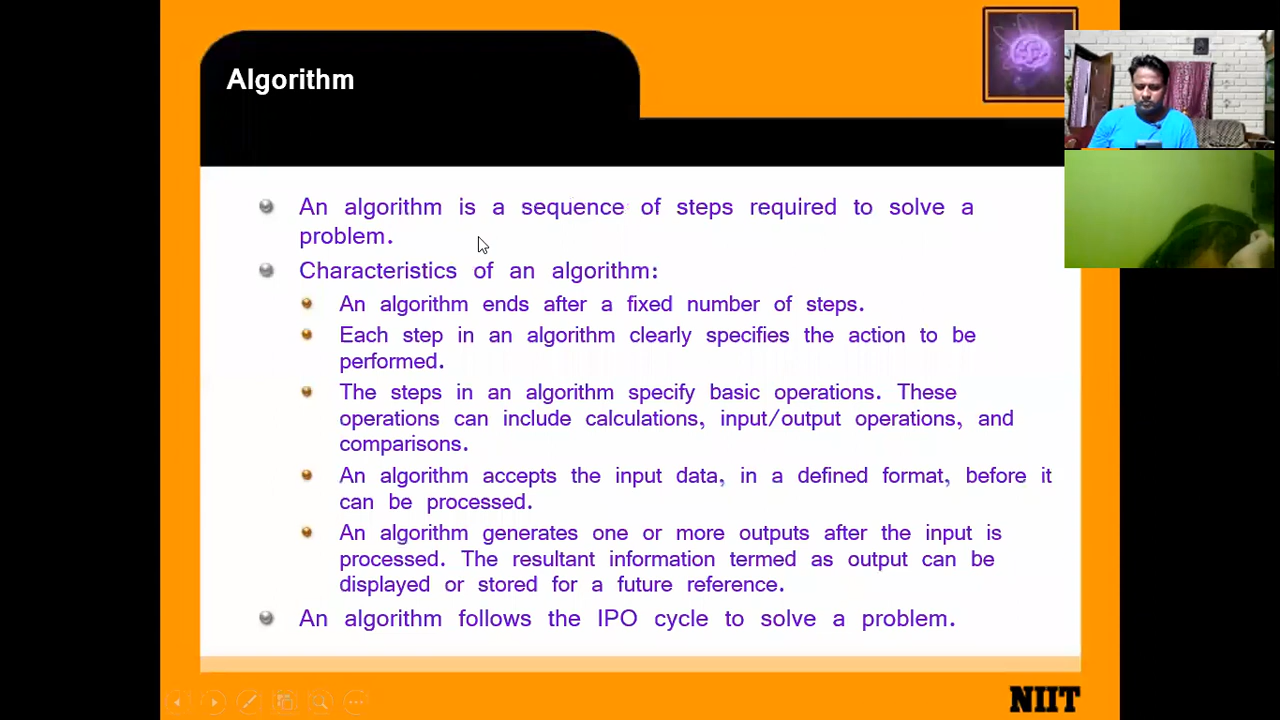 Algorithm
An algorithm is a sequence of steps required to solve a
problem.
Characteristics of an algorithm:
An algorithm ends after a fixed number of steps.
Each step in an algorithm clearly specifies the action to be
performed.
The steps in an algorithm specify basic operations. These
operations can include calculations, input/output operations, and
comparisons.
An algorithm accepts the input data, in a defined format, before it
can be processed.
An algorithm generates one or more outputs after the input is
processed. The resultant information termed as output can be
displayed or stored for a future reference.
An algorithm follows the IPO cycle to solve a problem.
NIIT